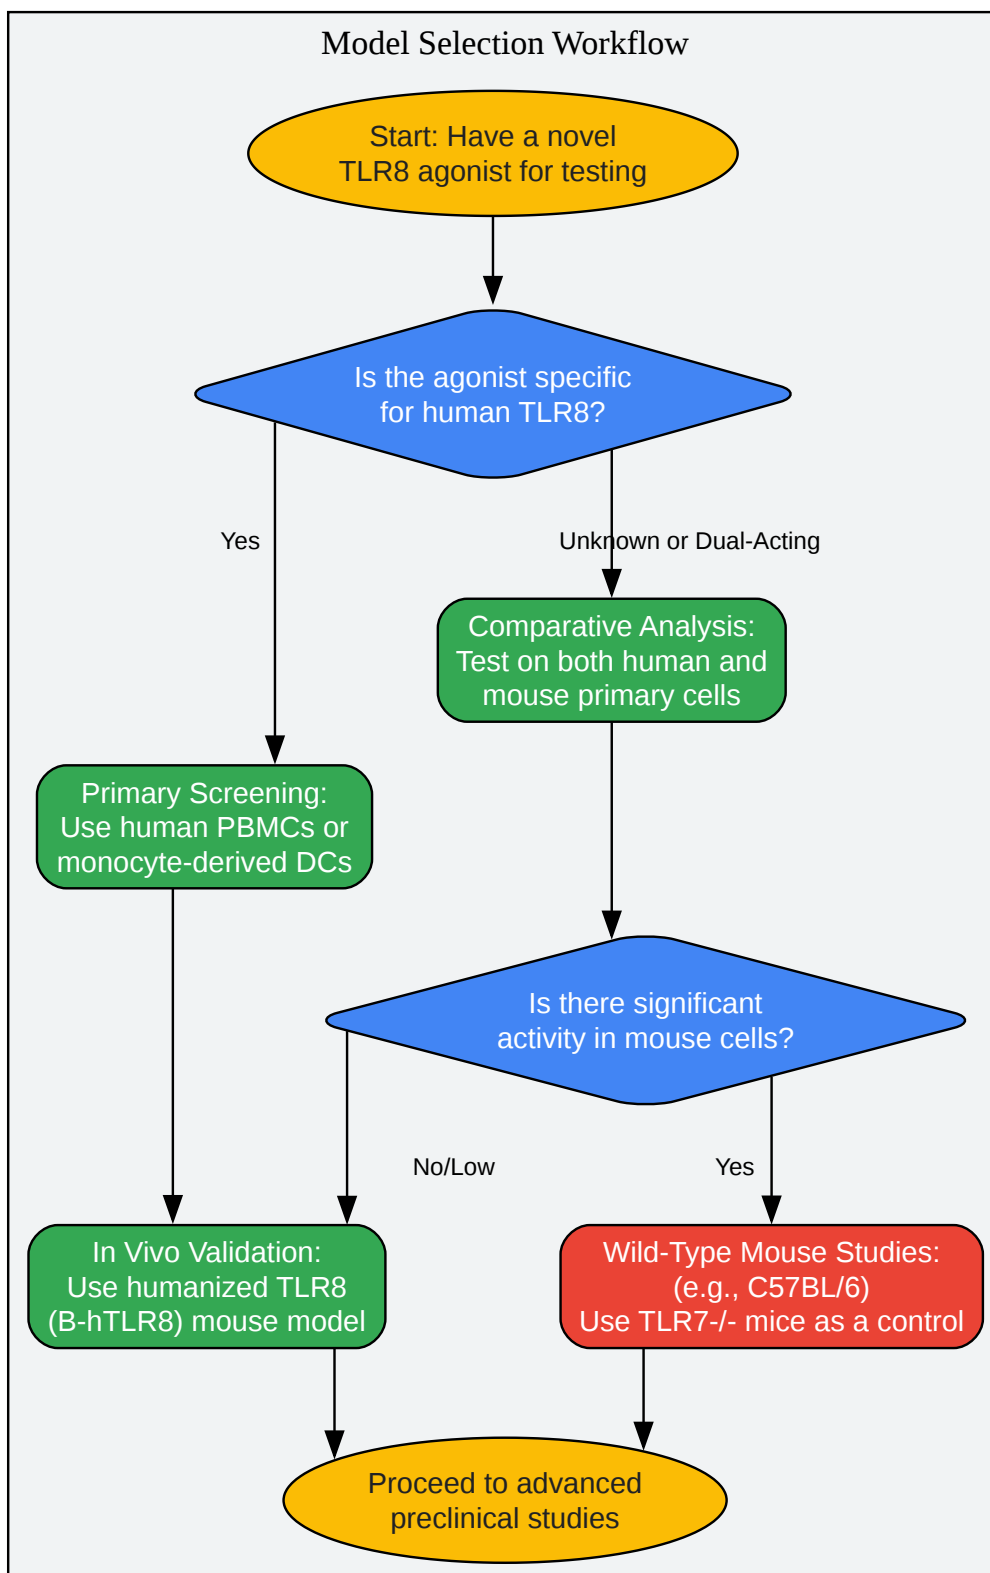 Model Selection Workflow
Start: Have a novel
TLR8 agonist for testing
Is the agonist specific
for human TLR8?
Yes
Unknown or Dual-Acting
Comparative Analysis:
Test on both human and
mouse primary cells
Primary Screening:
Use human PBMCs or
monocyte-derived DCs
Is there significant
activity in mouse cells?
No/Low
Yes
In Vivo Validation:
Use humanized TLR8
(B-hTLR8) mouse model
Wild-Type Mouse Studies:
(e.g., C57BL/6)
Use TLR7-/- mice as a control
Proceed to advanced
preclinical studies